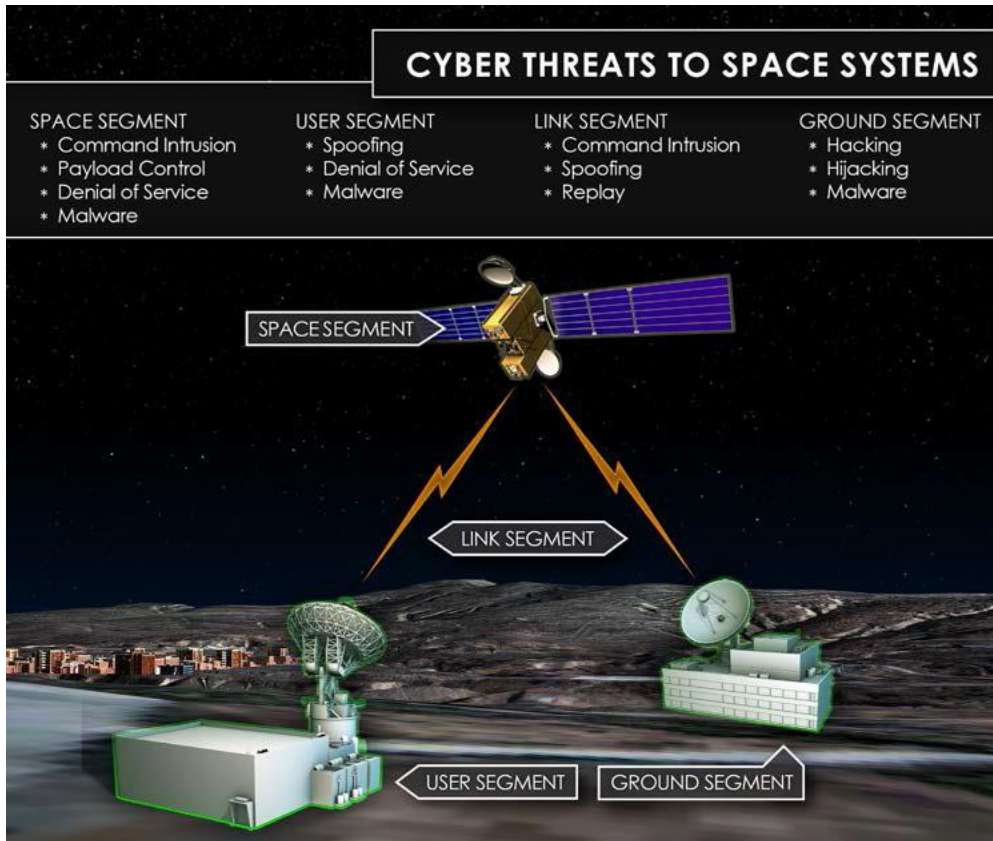 CYBER THREATS TO SPACE SYSTEMS
SPACE SEGMENT
* Command Intrusion
* Payload Control
* Denial of Service
* Malware
USER SEGMENT
* Spoofing
* Denial of Service
* Malware
LINK SEGMENT
* Command Intrusion
* Spoofing
* Replay
GROUND SEGMENT
* Hacking
* Hijacking
* Malware
SPACE SEGMENT
LINK SEGMENT
USER SEGMENT
GROUND SEGMENT